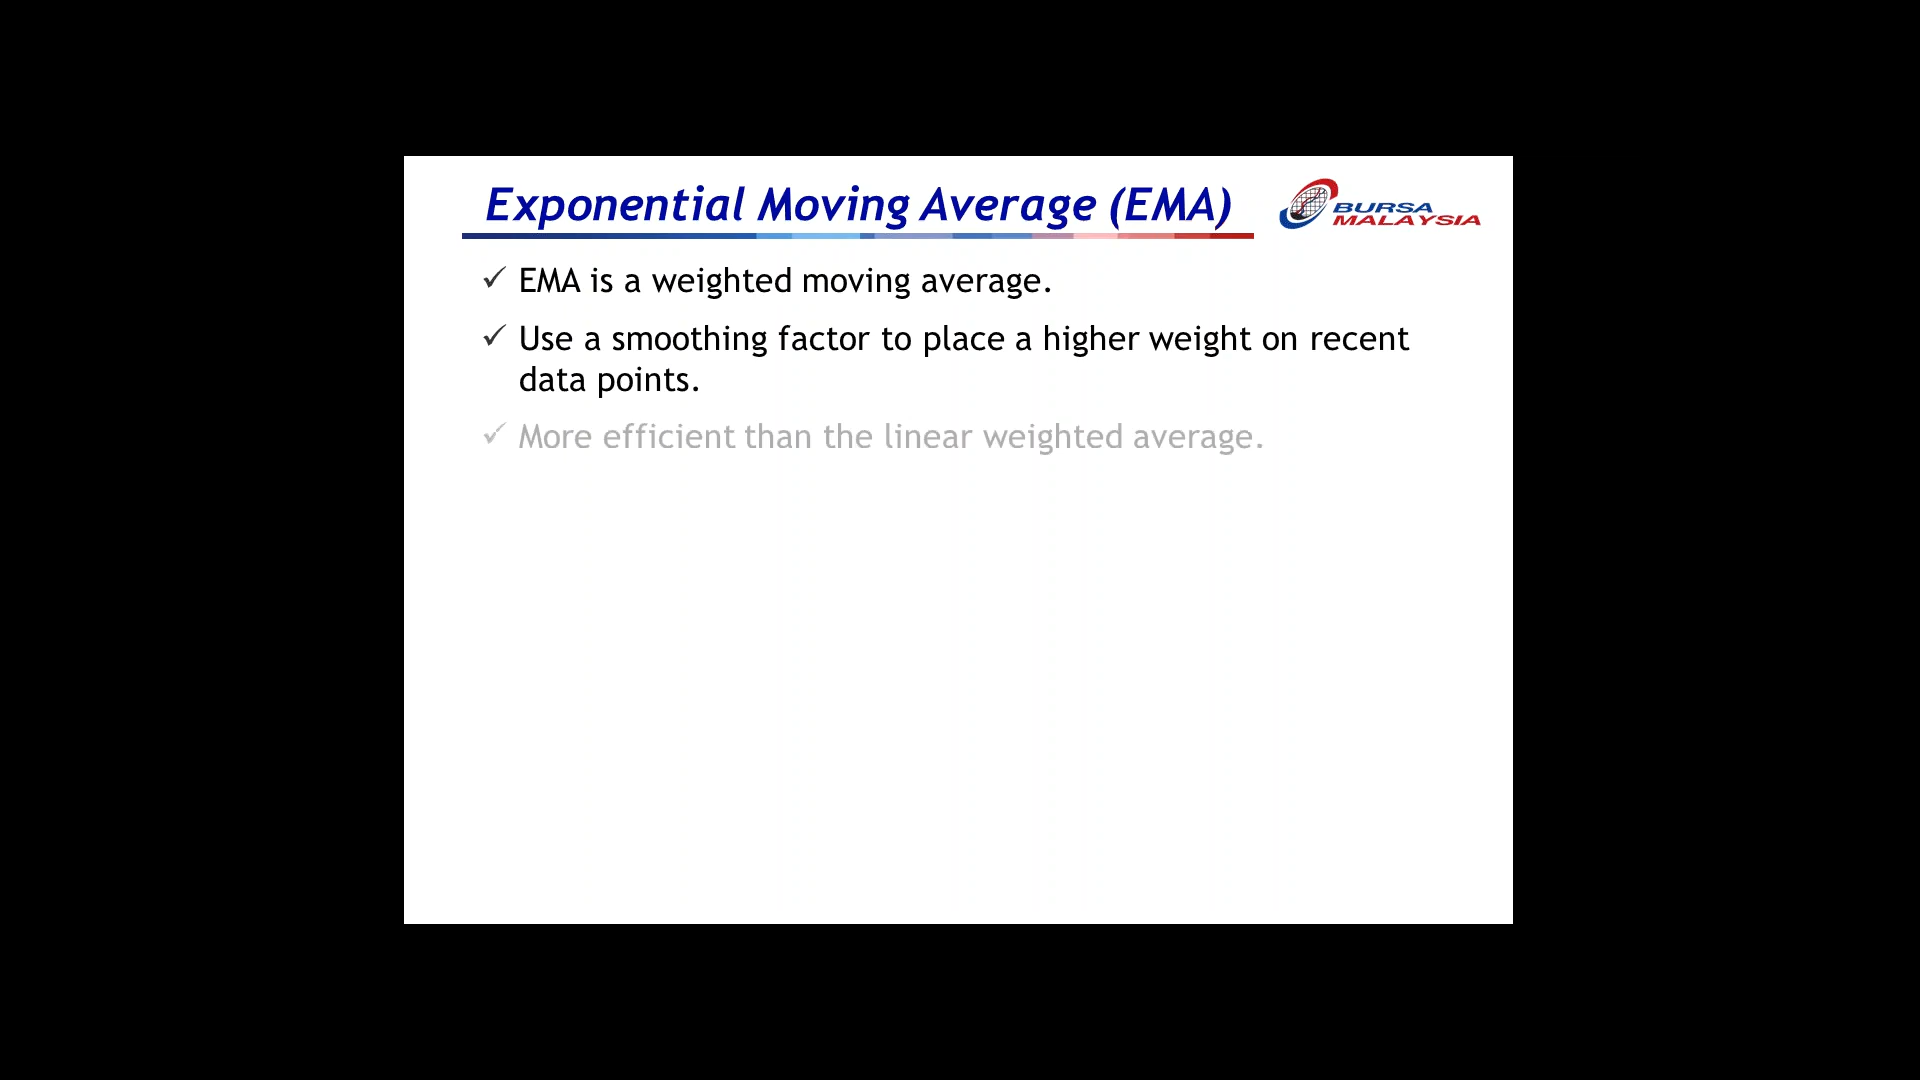 Exponential Moving Average (EMA)
BURSA
MALAYSIA
✓ EMA is a weighted moving average.
✓ Use a smoothing factor to place a higher weight on recent
data points.
✓ More efficient than the linear weighted average.